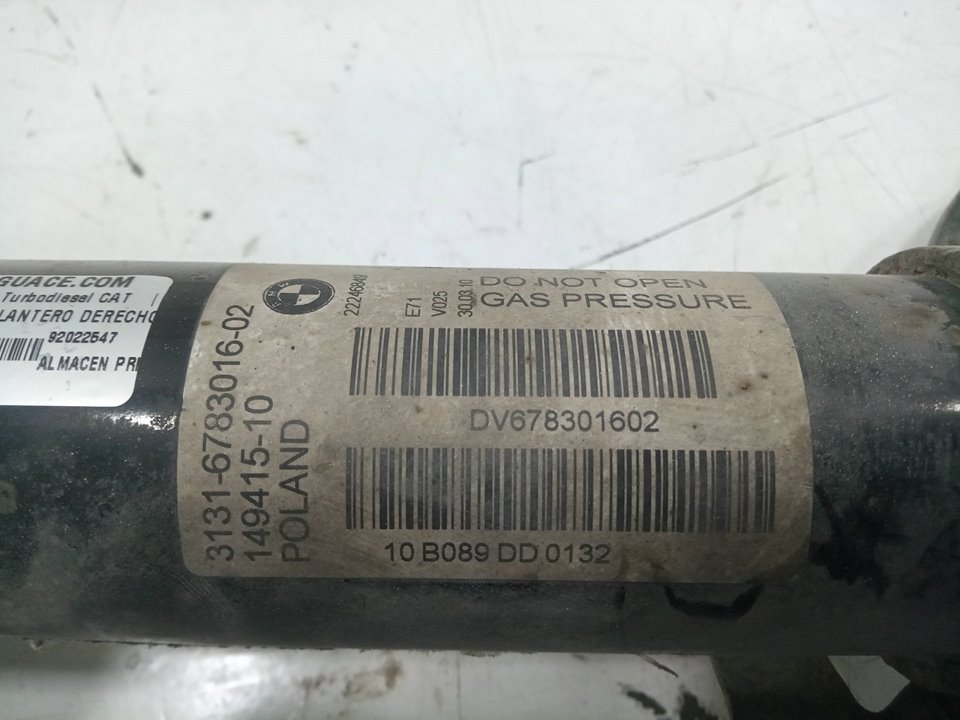 GUACE.COM
Turbodiesel CAT
LANTERO DERECHO
92022547
ALMACEN PRI
3131-6783016-02
149415-10
POLAND
22246849
E71
V025
30.03.10
DO NOT OPEN
GAS PRESSURE
DV678301602
10 B089 DD 0132